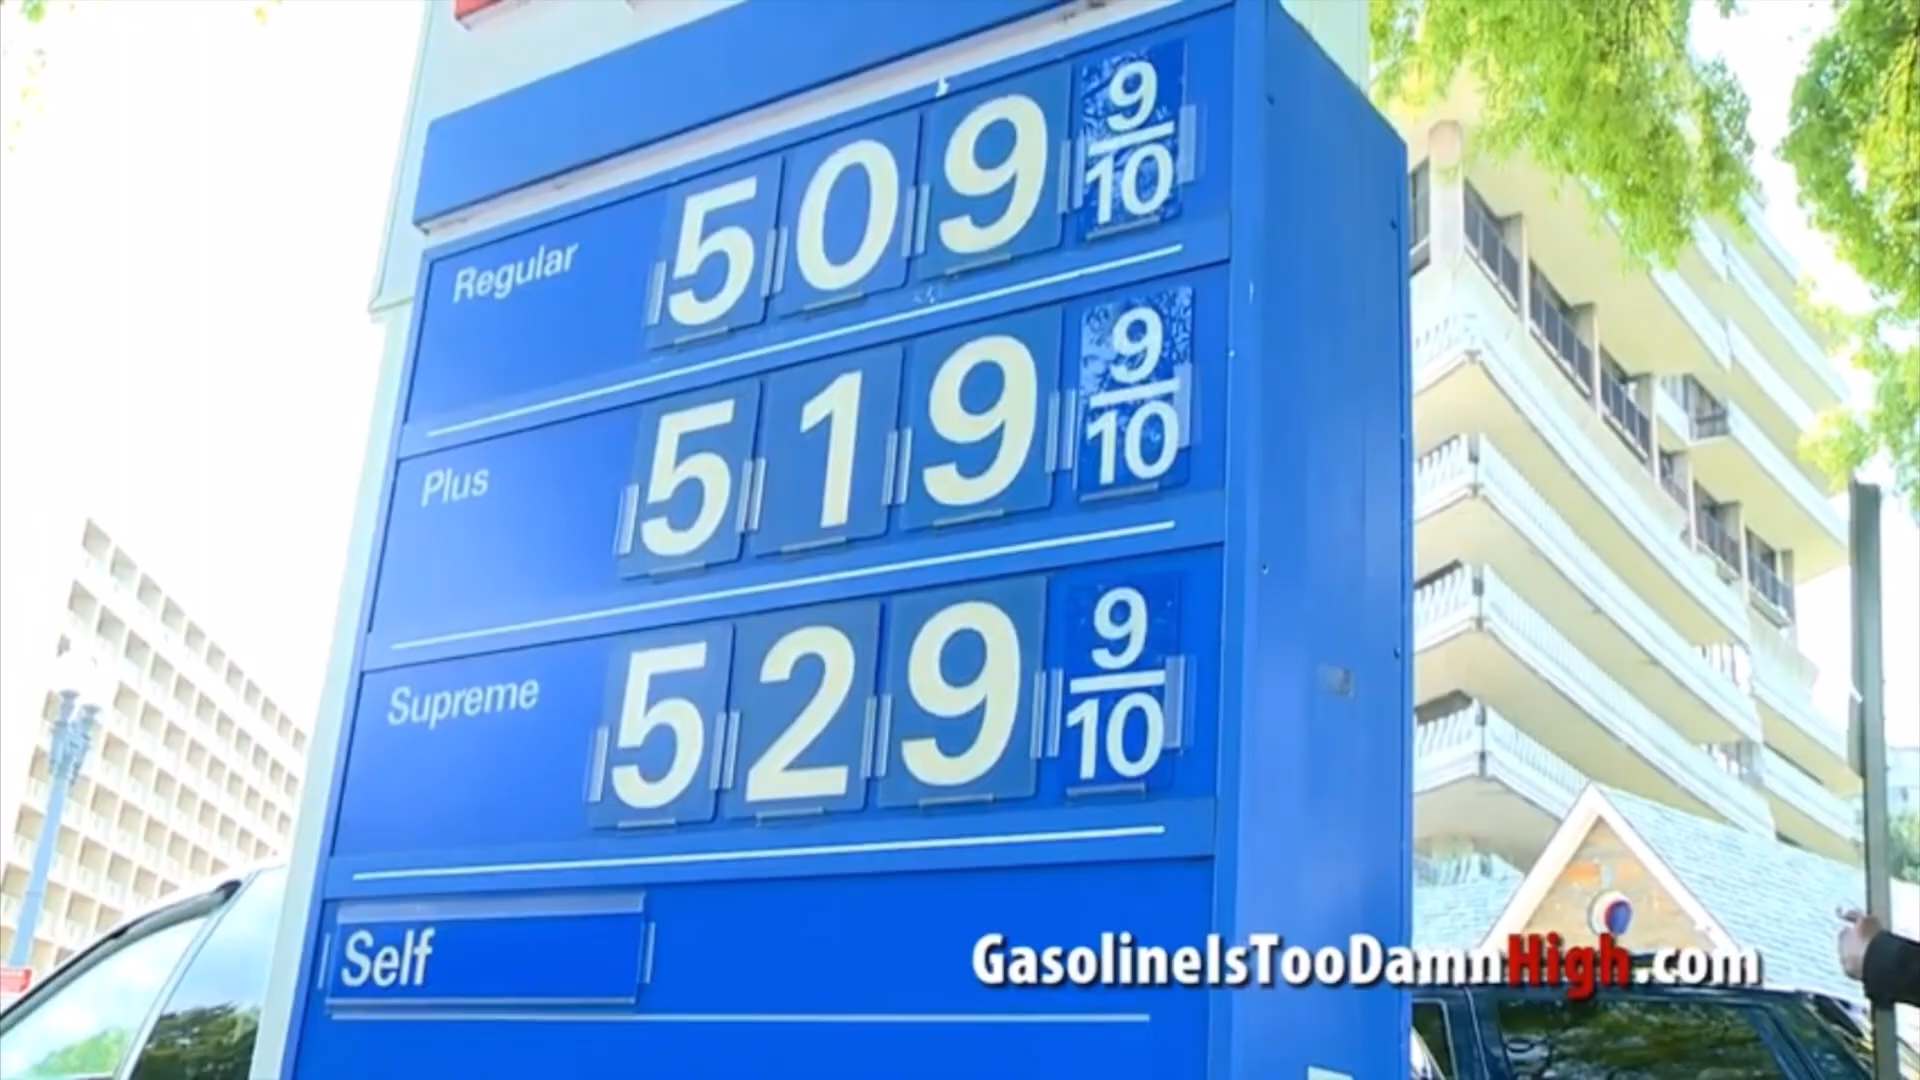 Regular 509 9/10
Plus 519 9/10
Supreme 529 9/10
Self
GasolineIsTooDamnHigh.com